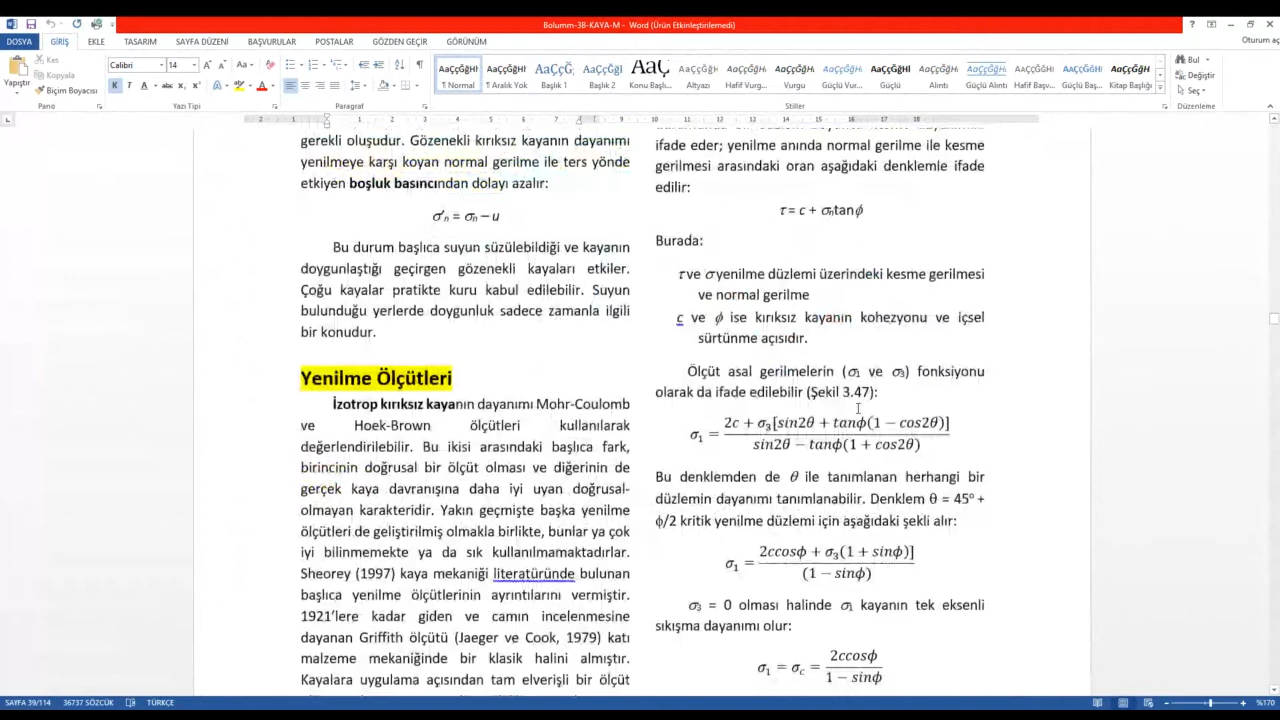 Bolumm-3B-KAYA-M - Word (Ürün Etkinleştirilemedi)
Oturum aç
DOSYA GİRİŞ EKLE TASARIM SAYFA DÜZENİ BAŞVURULAR POSTALAR GÖZDEN GEÇİR GÖRÜNÜM
Yapıştır
Kes
Kopyala
Biçim Boyacısı
Pano
Calibri 14
Yazı Tipi
Paragraf
AaÇçĞğHł AaÇçĞğHł AaÇçĞ AaÇçĞğl AaÇ AaÇçĞğH AaÇçĞğHı AaÇçĞğHı AaÇçĞğHı AaÇçĞğHł AaÇçĞğHı AaÇçĞğHı AaÇçĞğHı AaÇçĞğHı AaÇçĞğHı
¶ Normal ¶ Aralık Yok Başlık 1 Başlık 2 Konu Başl... Altyazı Hafif Vurg... Vurgu Güçlü Vur... Güçlü Alıntı Güçlü Alıntı Hafif Başv... Güçlü Baş... Kitap Başlığı
Stiller
Bul
Değiştir
Seç
Düzenleme
gerekli oluşudur. Gözenekli kırıksız kayanın dayanımı
yenilmeye karşı koyan normal gerilme ile ters yönde
etkiyen boşluk basıncından dolayı azalır:
σ'n = σn – u
Bu durum başlıca suyun süzülebildiği ve kayanın
doygunlaştığı geçirgen gözenekli kayaları etkiler.
Çoğu kayalar pratikte kuru kabul edilebilir. Suyun
bulunduğu yerlerde doygunluk sadece zamanla ilgili
bir konudur.
Yenilme Ölçütleri
İzotrop kırıksız kayanın dayanımı Mohr-Coulomb
ve Hoek-Brown ölçütleri kullanılarak
değerlendirilebilir. Bu ikisi arasındaki başlıca fark,
birincinin doğrusal bir ölçüt olması ve diğerinin de
gerçek kaya davranışına daha iyi uyan doğrusal-
olmayan karakteridir. Yakın geçmişte başka yenilme
ölçütleri de geliştirilmiş olmakla birlikte, bunlar ya çok
iyi bilinmemekte ya da sık kullanılmamaktadırlar.
Sheorey (1997) kaya mekaniği literatüründe bulunan
başlıca yenilme ölçütlerinin ayrıntılarını vermiştir.
1921’lere kadar giden ve camın incelenmesine
dayanan Griffith ölçütü (Jaeger ve Cook, 1979) katı
malzeme mekaniğinde bir klasik halini almıştır.
Kayalara uygulama açısından tam elverişli bir ölçüt
ifade eder; yenilme anında normal gerilme ile kesme
gerilmesi arasındaki oran aşağıdaki denklemle ifade
edilir:
τ = c + σn tanϕ
Burada:
τ ve σ yenilme düzlemi üzerindeki kesme gerilmesi
ve normal gerilme
c ve ϕ ise kırıksız kayanın kohezyonu ve içsel
sürtünme açısıdır.
Ölçüt asal gerilmelerin (σ1 ve σ3) fonksiyonu
olarak da ifade edilebilir (Şekil 3.47):
σ1 = 2c + σ3[sin2θ + tanϕ(1 − cos2θ)]
sin2θ − tanϕ(1 + cos2θ)
Bu denklemden de θ ile tanımlanan herhangi bir
düzlemin dayanımı tanımlanabilir. Denklem θ = 45o +
ϕ/2 kritik yenilme düzlemi için aşağıdaki şekli alır:
σ1 = 2ccosϕ + σ3(1 + sinϕ)]
(1 − sinϕ)
σ3 = 0 olması halinde σ1 kayanın tek eksenli
sıkışma dayanımı olur:
σ1 = σc = 2ccosϕ
1 − sinϕ
SAYFA 39/114 36737 SÖZCÜK TÜRKÇE %170